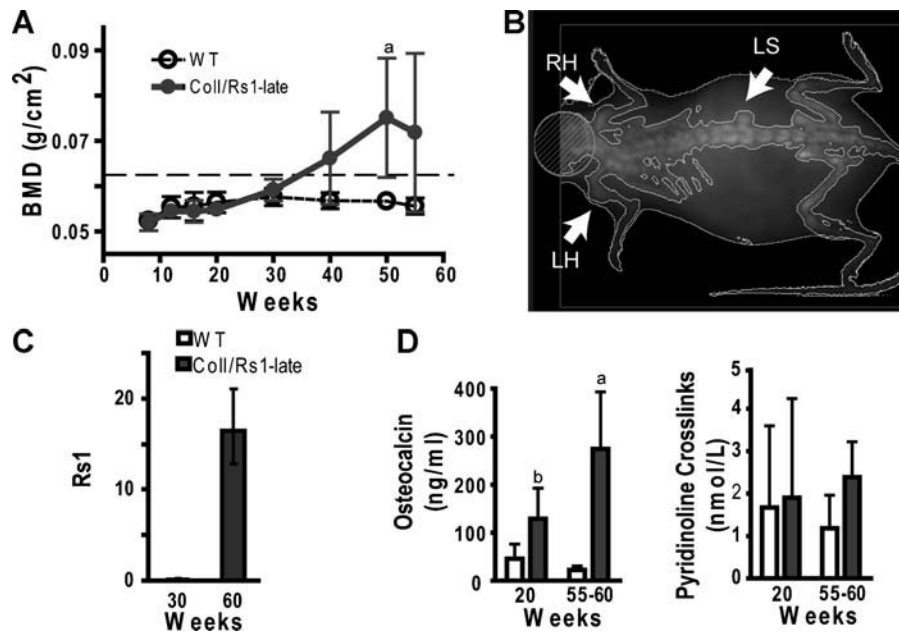 A
BMD (g/cm²)
0.09
0.07
0.05
WT
ColI/Rs1-late
a
0 10 20 30 40 50 60
Weeks
B
RH
LS
LH
C
WT
ColI/Rs1-late
Rs1
20
10
0
30 60
Weeks
D
Osteocalcin
(ng/ml)
400
300
200
100
0
b
a
20 55-60
Weeks
Pyridinoline Crosslinks
(nmol/L)
5
4
3
2
1
0
20 55-60
Weeks